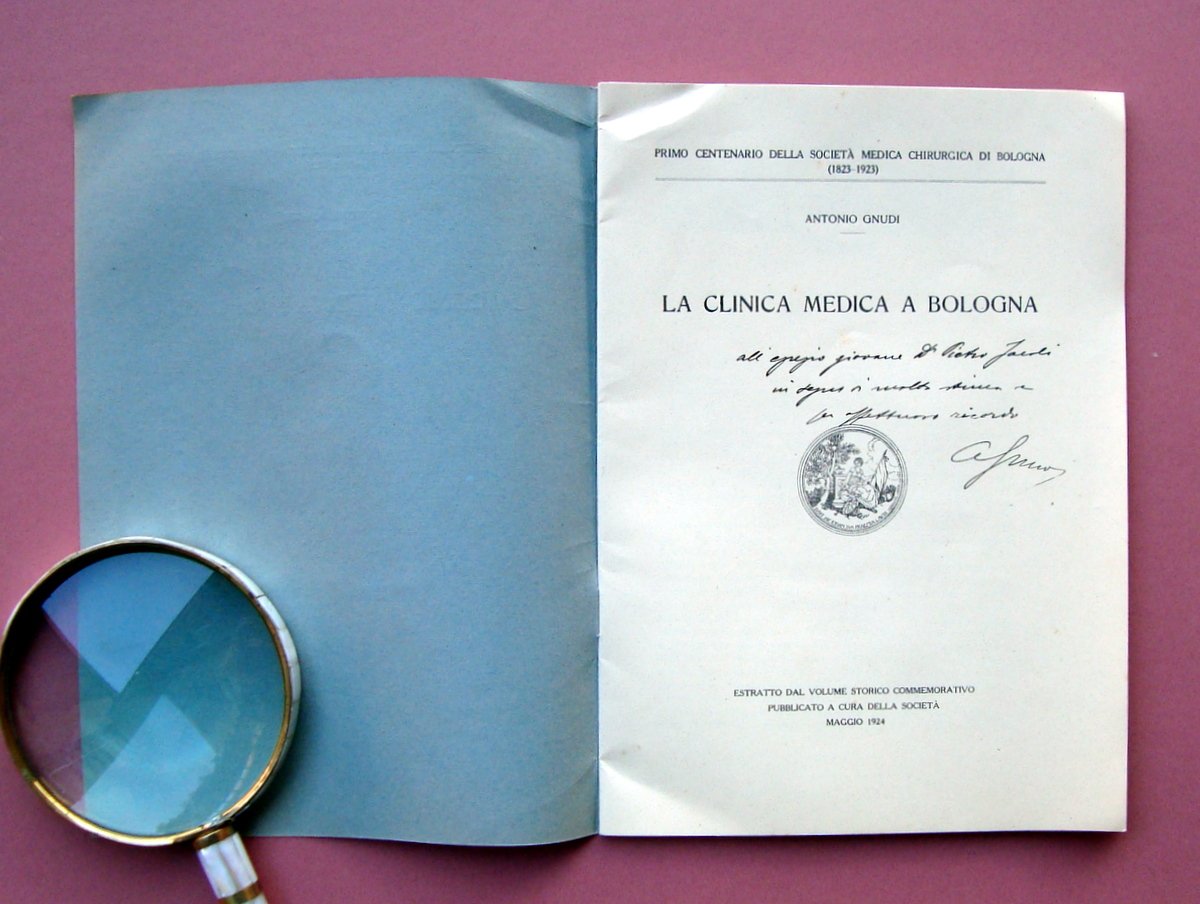 PRIMO CENTENARIO DELLA SOCIETÀ MEDICA CHIRURGICA DI BOLOGNA
(1823-1923)
ANTONIO GNUDI
LA CLINICA MEDICA A BOLOGNA
all'egregio giovane Dr Pietro
in segno di molta stima e
per affettuoso ricordo
ESTRATTO DAL VOLUME STORICO COMMEMORATIVO
PUBBLICATO A CURA DELLA SOCIETÀ
MAGGIO 1924